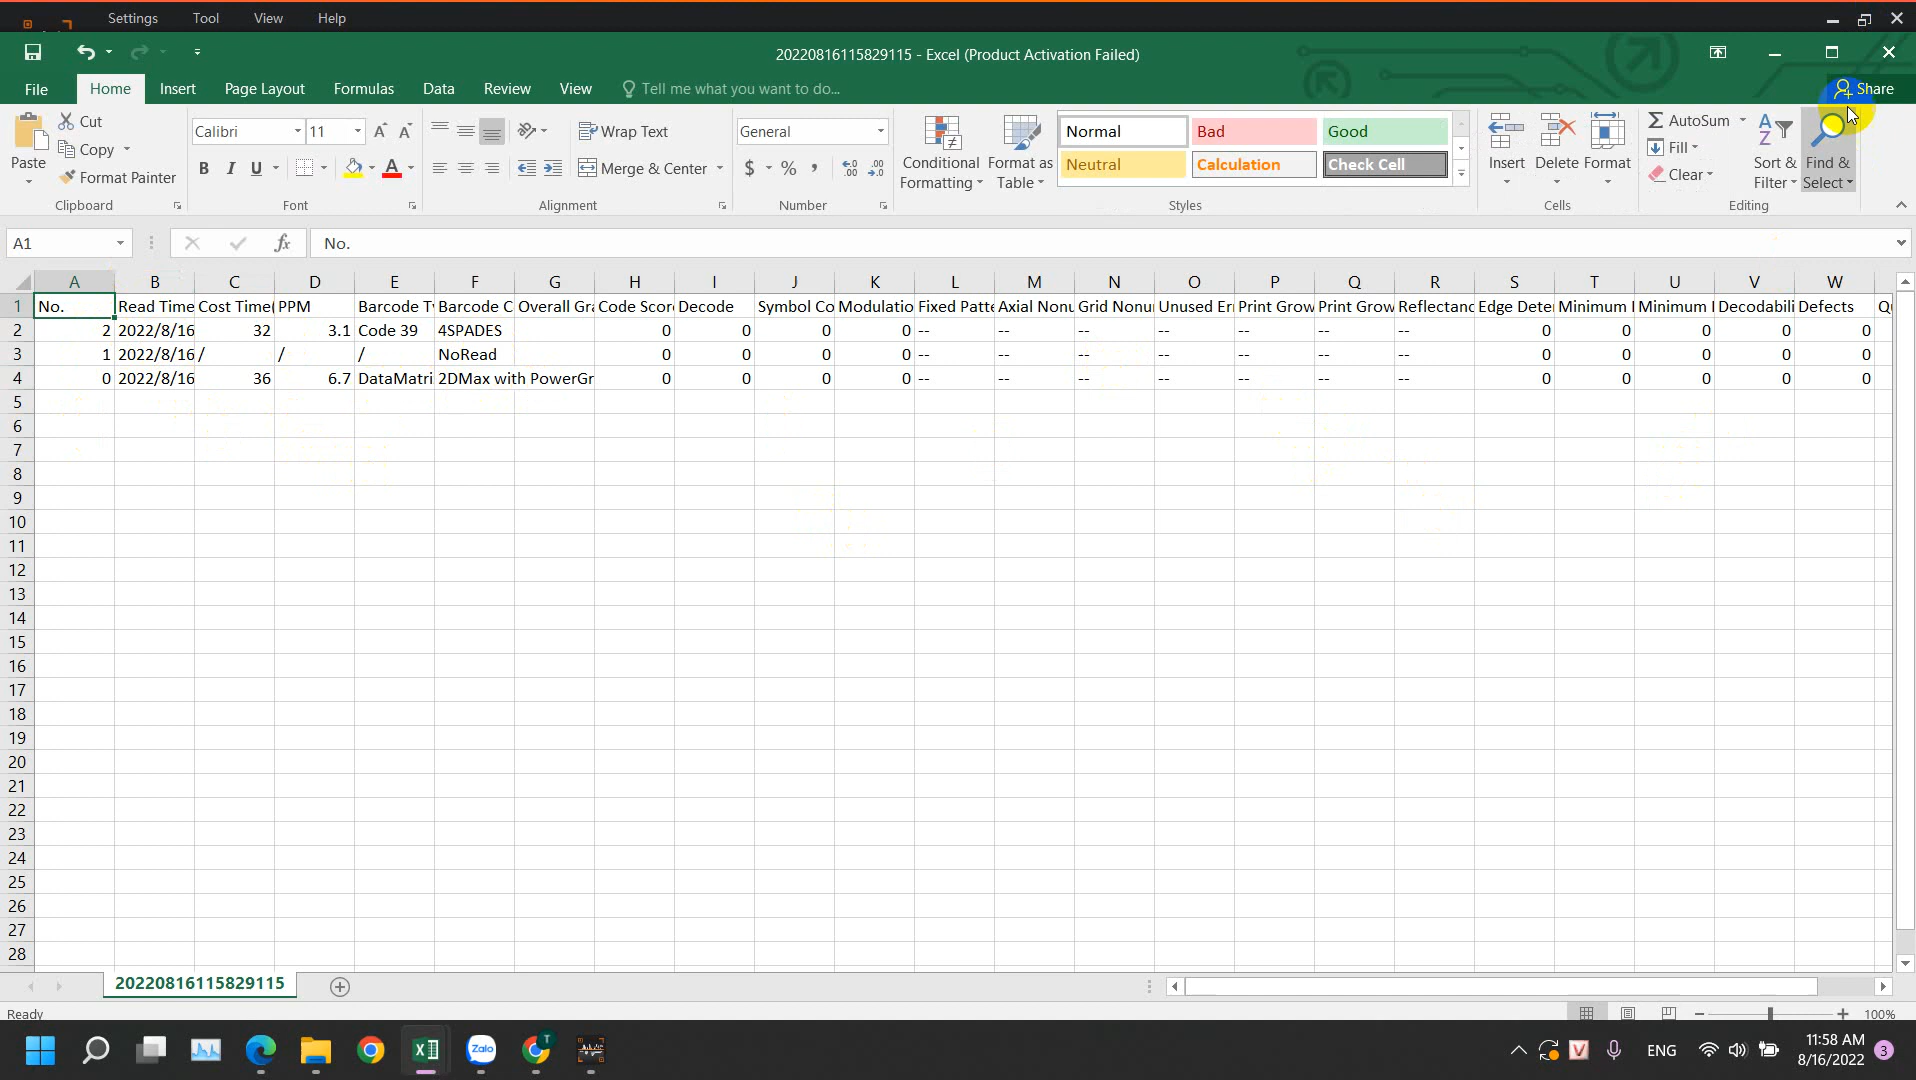 Settings Tool View Help
20220816115829115 - Excel (Product Activation Failed)
File Home Insert Page Layout Formulas Data Review View Tell me what you want to do... Share
Paste Cut Copy Format Painter Clipboard
Calibri 11 B I U A Font
Wrap Text Merge & Center Alignment
General $ % , Number
Conditional Formatting Format as Table
Normal Bad Good
Neutral Calculation Check Cell
Styles
Insert Delete Format Cells
AutoSum Fill Clear Sort & Filter Find & Select Editing
A1 fx No.
A B C D E F G H I J K L M N O P Q R S T U V W
1 No. Read Time Cost Time( PPM Barcode Ty Barcode C Overall Gra Code Scor Decode Symbol Co Modulatio Fixed Patte Axial Nonu Grid Nonu Unused Er Print Grow Print Grow Reflectanc Edge Deter Minimum Minimum Decodabili Defects Qu
2 2 2022/8/16 32 3.1 Code 39 4SPADES 0 0 0 0 -- -- -- -- -- -- -- 0 0 0 0 0
3 1 2022/8/16 / / / NoRead 0 0 0 0 -- -- -- -- -- -- -- 0 0 0 0 0
4 0 2022/8/16 36 6.7 DataMatri 2DMax with PowerGr 0 0 0 0 -- -- -- -- -- -- -- 0 0 0 0 0
5
6
7
8
9
10
11
12
13
14
15
16
17
18
19
20
21
22
23
24
25
26
27
28
20220816115829115
Ready 100%
Zalo T V ENG 11:58 AM
8/16/2022 3